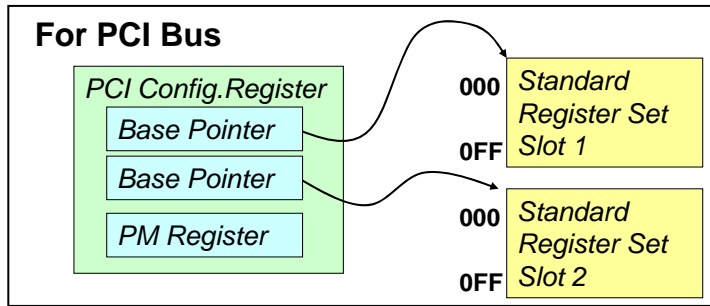 For PCI Bus
PCI Config.Register
Base Pointer
Base Pointer
PM Register
000
0FF
Standard
Register Set
Slot 1
000
0FF
Standard
Register Set
Slot 2